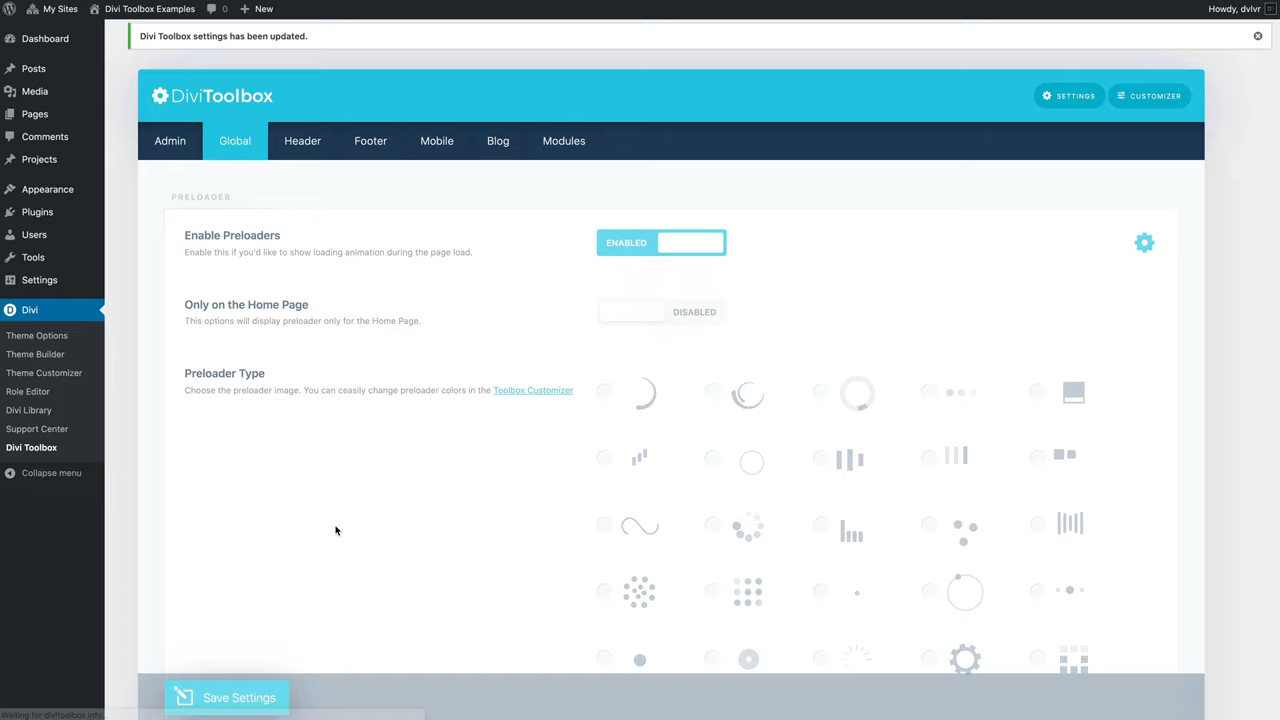 My Sites
Divi Toolbox Examples
0
New
Howdy, dvlvr
Dashboard
Posts
Media
Pages
Comments
Projects
Appearance
Plugins
Users
Tools
Settings
Divi
Theme Options
Theme Builder
Theme Customizer
Role Editor
Divi Library
Support Center
Divi Toolbox
Collapse menu
Divi Toolbox settings has been updated.
DiviToolbox
SETTINGS
CUSTOMIZER
Admin
Global
Header
Footer
Mobile
Blog
Modules
PRELOADER
Enable Preloaders
Enable this if you'd like to show loading animation during the page load.
ENABLED
Only on the Home Page
This options will display preloader only for the Home Page.
DISABLED
Preloader Type
Choose the preloader image. You can ceasily change preloader colors in the Toolbox Customizer
Save Settings
Waiting for divitoolbox.info...